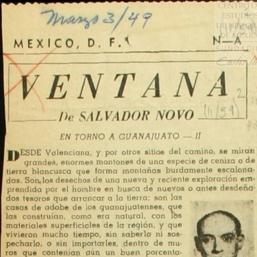 Marzo 3/49
MEXICO, D. F.
N-A
VENTANA
2
De SALVADOR NOVO
EN TORNO A GUANAJUATO — II
DESDE Valenciana, y por otros sitios del camino, se miran
grandes, enormes montones de una especie de ceniza o de
tierra blancusca que forma montañas burdamente escalona-
das. Son, los desechos de una nueva y reciente exploración em-
prendida por el hombre en busca de nuevos o antes desdeña-
dos tesoros que arrancar a la tierra: son las
casas de adobe de los guanajuatenses, que
las construían, como era natural, con los
materiales superficiales de la región, y que
vivieron mucho tiempo, sin saberlo ni sos-
pecharlo, o sin importarles, dentro de mu-
ros que contenían aún un poco de